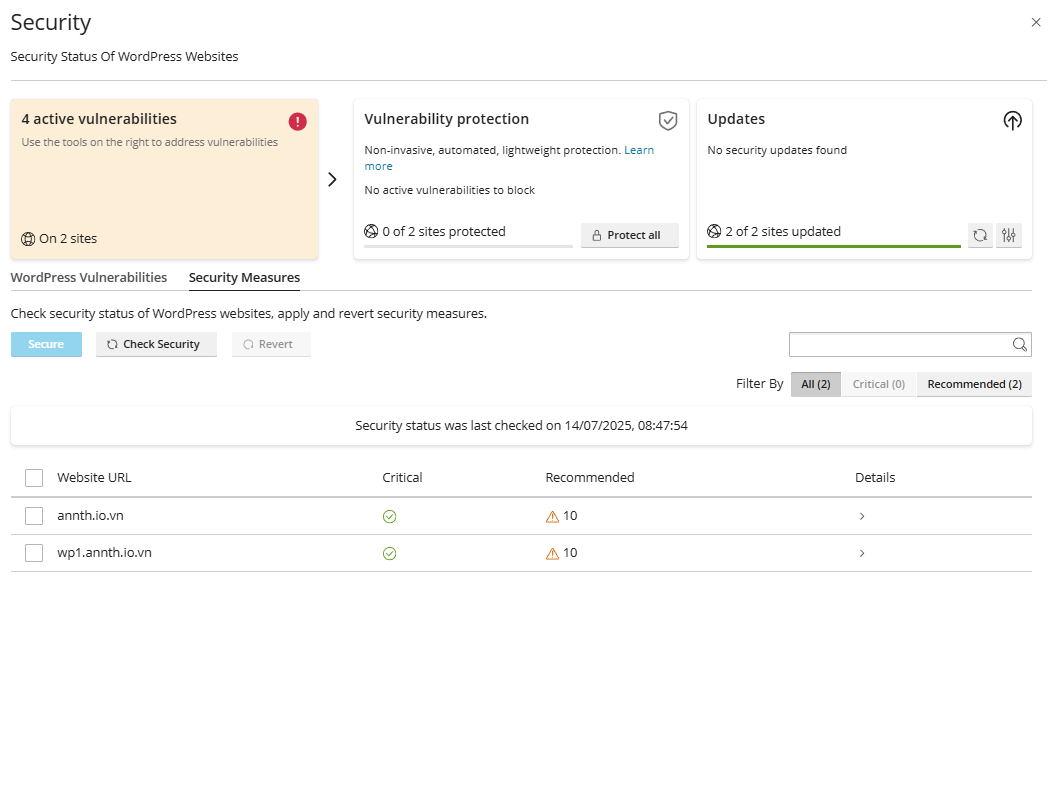 Security
Security Status Of WordPress Websites
4 active vulnerabilities
Use the tools on the right to address vulnerabilities
On 2 sites
Vulnerability protection
Non-invasive, automated, lightweight protection. Learn
more
No active vulnerabilities to block
0 of 2 sites protected
Protect all
Updates
No security updates found
2 of 2 sites updated
WordPress Vulnerabilities Security Measures
Check security status of WordPress websites, apply and revert security measures.
Secure Check Security Revert
Filter By All (2) Critical (0) Recommended (2)
Security status was last checked on 14/07/2025, 08:47:54
Website URL Critical Recommended Details
annth.io.vn 10
wp1.annth.io.vn 10